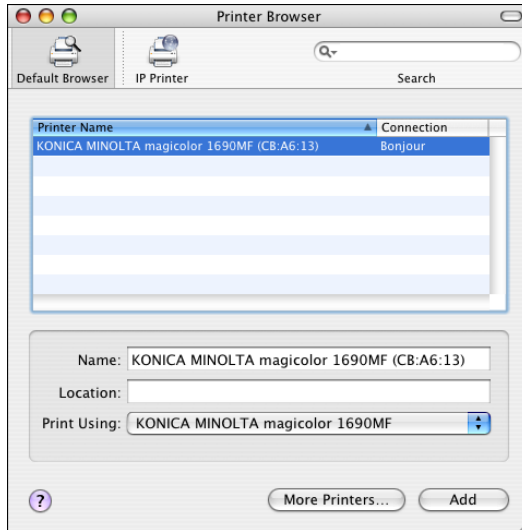 Printer Browser
Default Browser IP Printer Search
Printer Name Connection
KONICA MINOLTA magicolor 1690MF (CB:A6:13) Bonjour
Name: KONICA MINOLTA magicolor 1690MF (CB:A6:13)
Location:
Print Using: KONICA MINOLTA magicolor 1690MF
? More Printers... Add